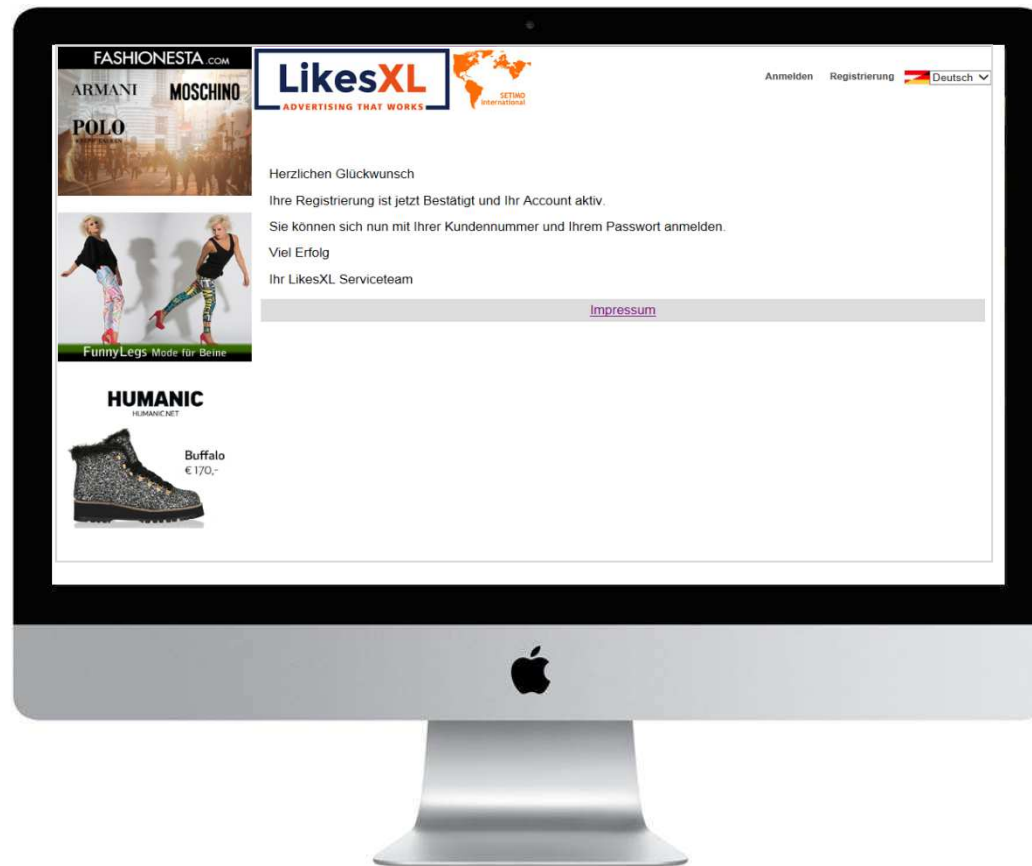 FASHIONESTA.COM
ARMANI MOSCHINO
POLO
LikesXL
ADVERTISING THAT WORKS
SETIMO
International
Anmelden Registrierung Deutsch
Herzlichen Glückwunsch
Ihre Registrierung ist jetzt Bestätigt und Ihr Account aktiv.
Sie können sich nun mit Ihrer Kundennummer und Ihrem Passwort anmelden.
Viel Erfolg
Ihr LikesXL Serviceteam
Impressum
FunnyLegs Mode für Beine
HUMANIC
HUMANIC.NET
Buffalo
€ 170,-